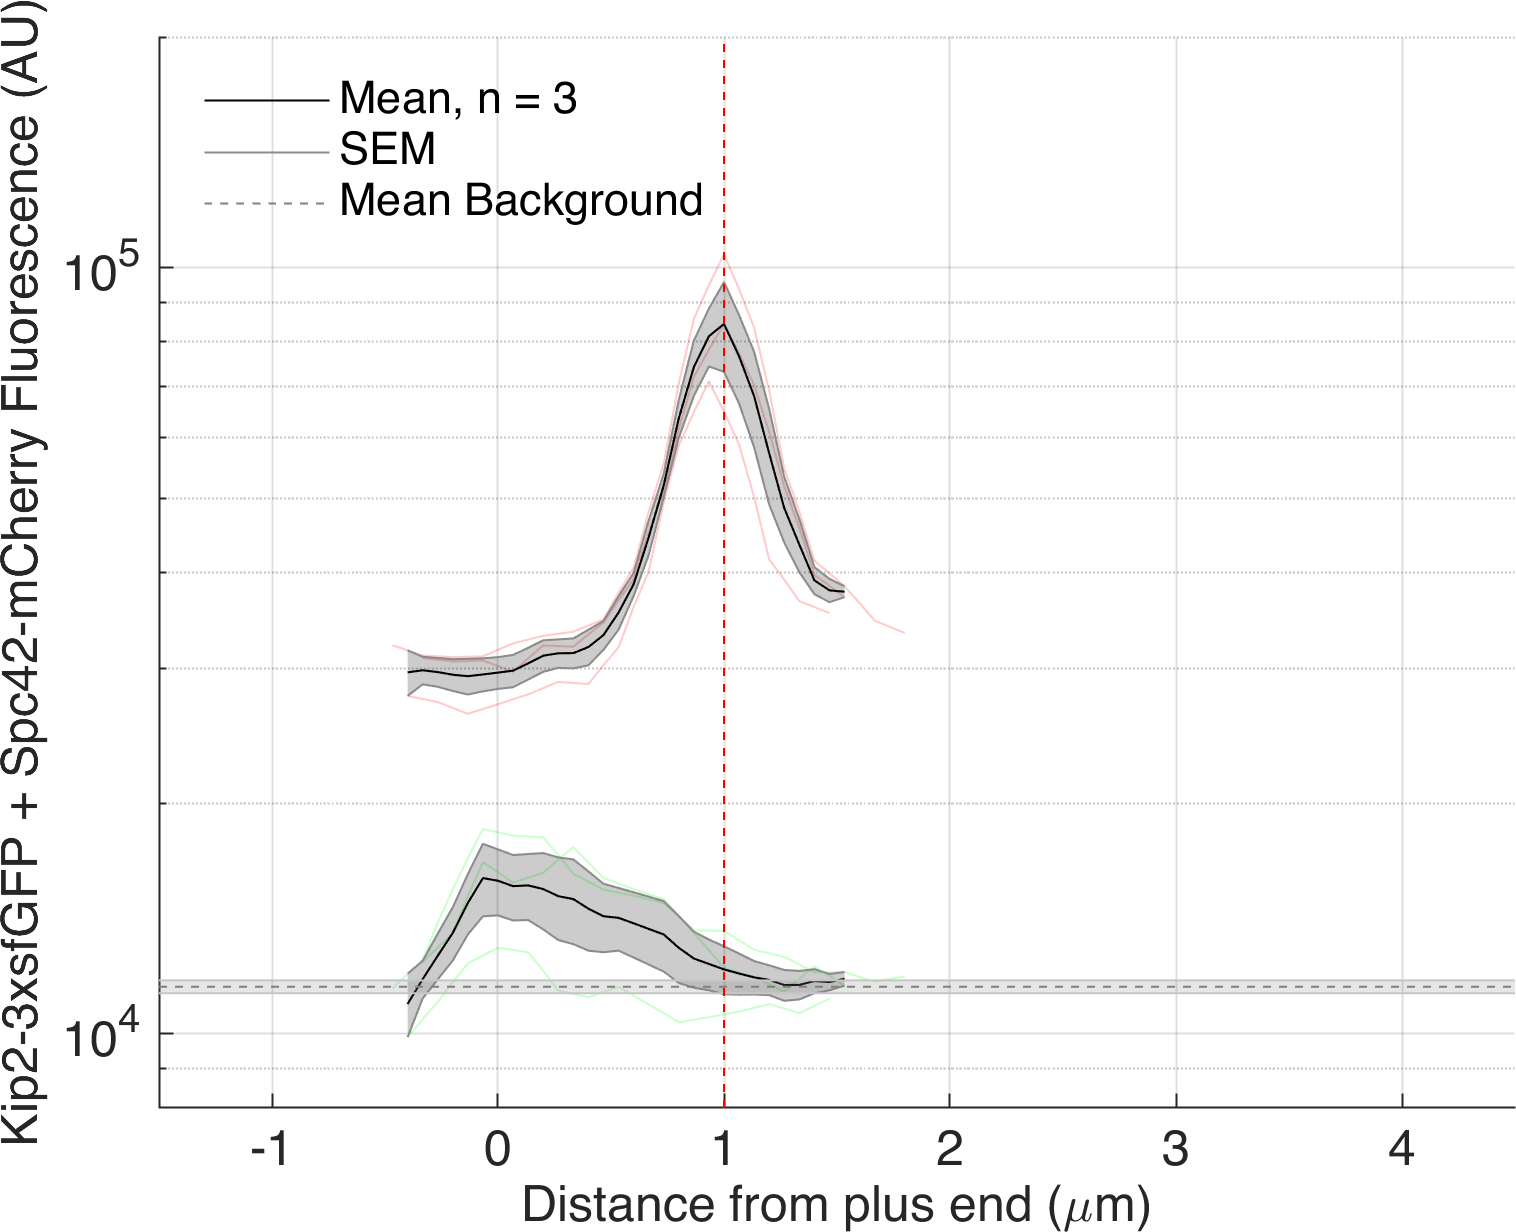 Kip2-3xsfGFP + Spc42-mCherry Fluorescence (AU)
Mean, n = 3
SEM
Mean Background
10^5
10^4
-1 0 1 2 3 4
Distance from plus end (μm)